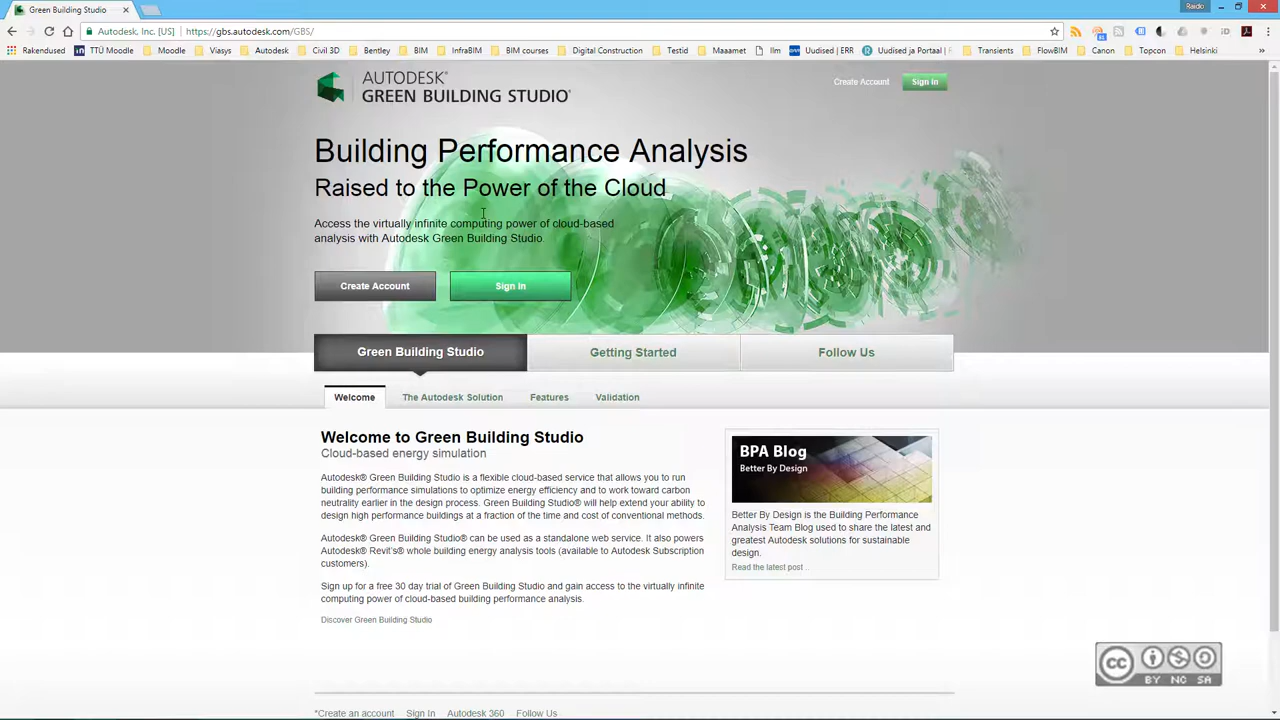 Green Building Studio
Raido
Autodesk, Inc. [US] https://gbs.autodesk.com/GBS/
Rakendused TTÜ Moodle Moodle Viasys Autodesk Civil 3D Bentley BIM InfraBIM BIM courses Digital Construction Testid Maaamet Ilm Uudised | ERR Uudised ja Portaal | Transients FlowBIM Canon Topcon Helsinki »
AUTODESK®
GREEN BUILDING STUDIO®
Create Account Sign In
Building Performance Analysis
Raised to the Power of the Cloud
Access the virtually infinite computing power of cloud-based
analysis with Autodesk Green Building Studio.
Create Account Sign In
Green Building Studio Getting Started Follow Us
Welcome The Autodesk Solution Features Validation
Welcome to Green Building Studio
Cloud-based energy simulation
Autodesk® Green Building Studio is a flexible cloud-based service that allows you to run
building performance simulations to optimize energy efficiency and to work toward carbon
neutrality earlier in the design process. Green Building Studio® will help extend your ability to
design high performance buildings at a fraction of the time and cost of conventional methods.
Autodesk® Green Building Studio® can be used as a standalone web service. It also powers
Autodesk® Revit's® whole building energy analysis tools (available to Autodesk Subscription
customers).
Sign up for a free 30 day trial of Green Building Studio and gain access to the virtually infinite
computing power of cloud-based building performance analysis.
Discover Green Building Studio
BPA Blog
Better By Design
Better By Design is the Building Performance
Analysis Team Blog used to share the latest and
greatest Autodesk solutions for sustainable
design.
Read the latest post ..
cc
BY NC SA
*Create an account Sign In Autodesk 360 Follow Us